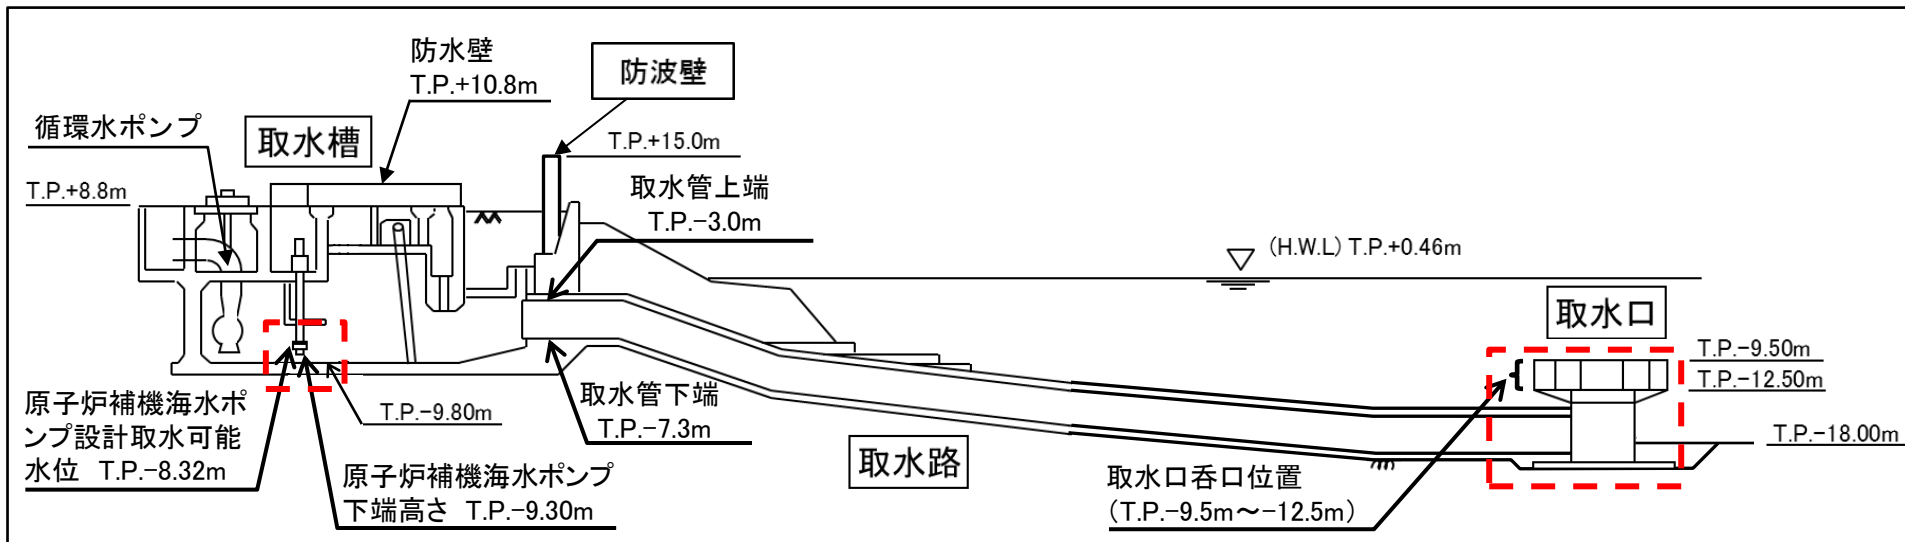 防水壁
T.P.+10.8m
防波壁
循環水ポンプ
取水槽
T.P.+15.0m
T.P.+8.8m
取水管上端
T.P.-3.0m
(H.W.L) T.P.+0.46m
取水口
T.P.-9.50m
T.P.-12.50m
原子炉補機海水ポ
ンプ設計取水可能
水位 T.P.-8.32m
T.P.-9.80m
取水管下端
T.P.-7.3m
T.P.-18.00m
取水路
原子炉補機海水ポンプ
下端高さ T.P.-9.30m
取水口呑口位置
(T.P.-9.5m～-12.5m)